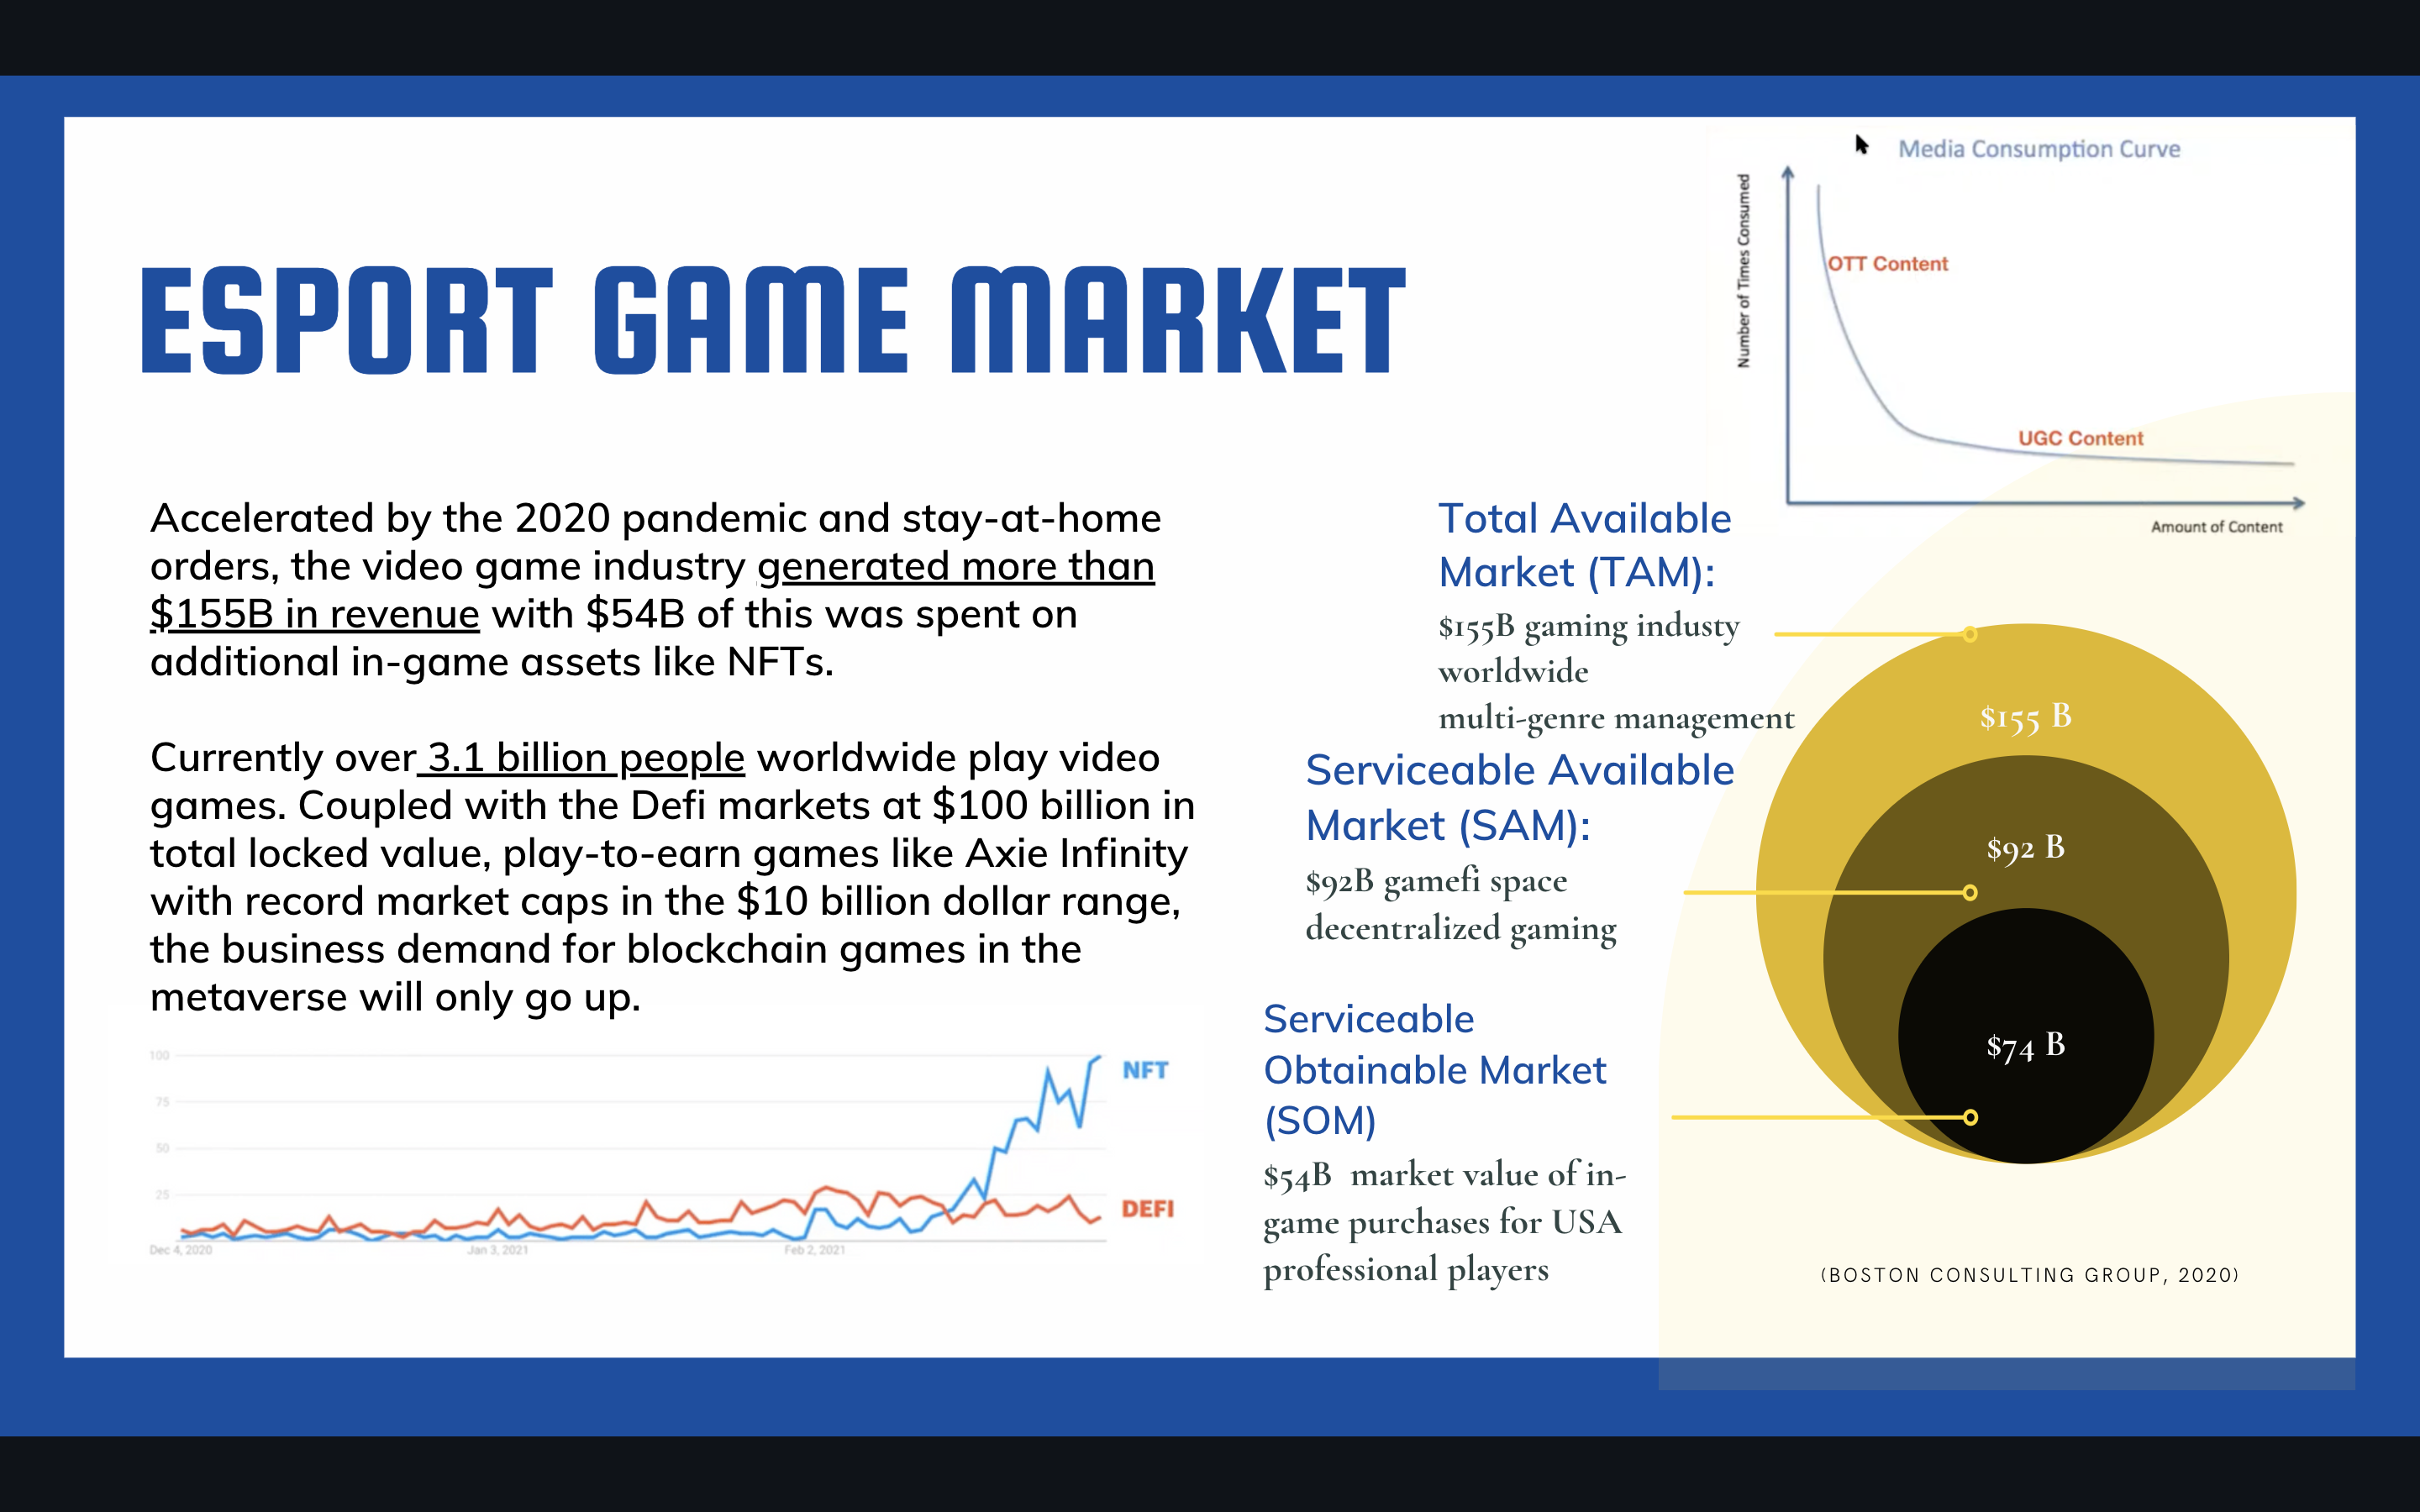 Media Consumption Curve
Number of Times Consumed
OTT Content
UGC Content
Amount of Content
ESPORT GAME MARKET
Accelerated by the 2020 pandemic and stay-at-home
orders, the video game industry generated more than
$155B in revenue with $54B of this was spent on
additional in-game assets like NFTs.
Currently over 3.1 billion people worldwide play video
games. Coupled with the Defi markets at $100 billion in
total locked value, play-to-earn games like Axie Infinity
with record market caps in the $10 billion dollar range,
the business demand for blockchain games in the
metaverse will only go up.
100
75
50
25
NFT
DEFI
Dec 4, 2020
Jan 3, 2021
Feb 2, 2021
Total Available
Market (TAM):
$155B gaming industy
worldwide
multi-genre management
Serviceable Available
Market (SAM):
$92B gamefi space
decentralized gaming
Serviceable
Obtainable Market
(SOM)
$54B  market value of in-
game purchases for USA
professional players
$155 B
$92 B
$74 B
(BOSTON CONSULTING GROUP, 2020)